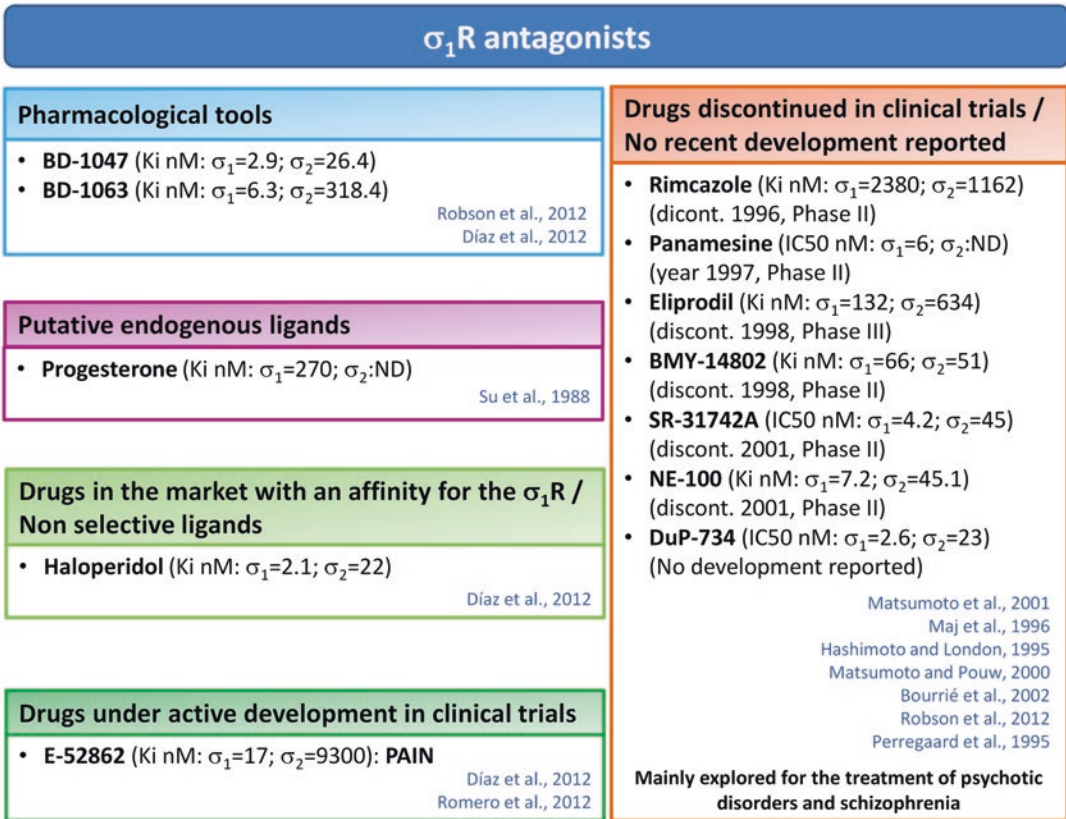 σ₁R antagonists
Pharmacological tools
• BD-1047 (Ki nM: σ₁=2.9; σ₂=26.4)
• BD-1063 (Ki nM: σ₁=6.3; σ₂=318.4)
Robson et al., 2012
Díaz et al., 2012
Putative endogenous ligands
• Progesterone (Ki nM: σ₁=270; σ₂:ND)
Su et al., 1988
Drugs in the market with an affinity for the σ₁R /
Non selective ligands
• Haloperidol (Ki nM: σ₁=2.1; σ₂=22)
Díaz et al., 2012
Drugs under active development in clinical trials
• E-52862 (Ki nM: σ₁=17; σ₂=9300): PAIN
Díaz et al., 2012
Romero et al., 2012
Drugs discontinued in clinical trials /
No recent development reported
• Rimcazole (Ki nM: σ₁=2380; σ₂=1162)
(dicont. 1996, Phase II)
• Panamesine (IC50 nM: σ₁=6; σ₂:ND)
(year 1997, Phase II)
• Eliprodil (Ki nM: σ₁=132; σ₂=634)
(discont. 1998, Phase III)
• BMY-14802 (Ki nM: σ₁=66; σ₂=51)
(discont. 1998, Phase II)
• SR-31742A (IC50 nM: σ₁=4.2; σ₂=45)
(discont. 2001, Phase II)
• NE-100 (Ki nM: σ₁=7.2; σ₂=45.1)
(discont. 2001, Phase II)
• DuP-734 (IC50 nM: σ₁=2.6; σ₂=23)
(No development reported)
Matsumoto et al., 2001
Maj et al., 1996
Hashimoto and London, 1995
Matsumoto and Pouw, 2000
Bourrié et al., 2002
Robson et al., 2012
Perregaard et al., 1995
Mainly explored for the treatment of psychotic
disorders and schizophrenia